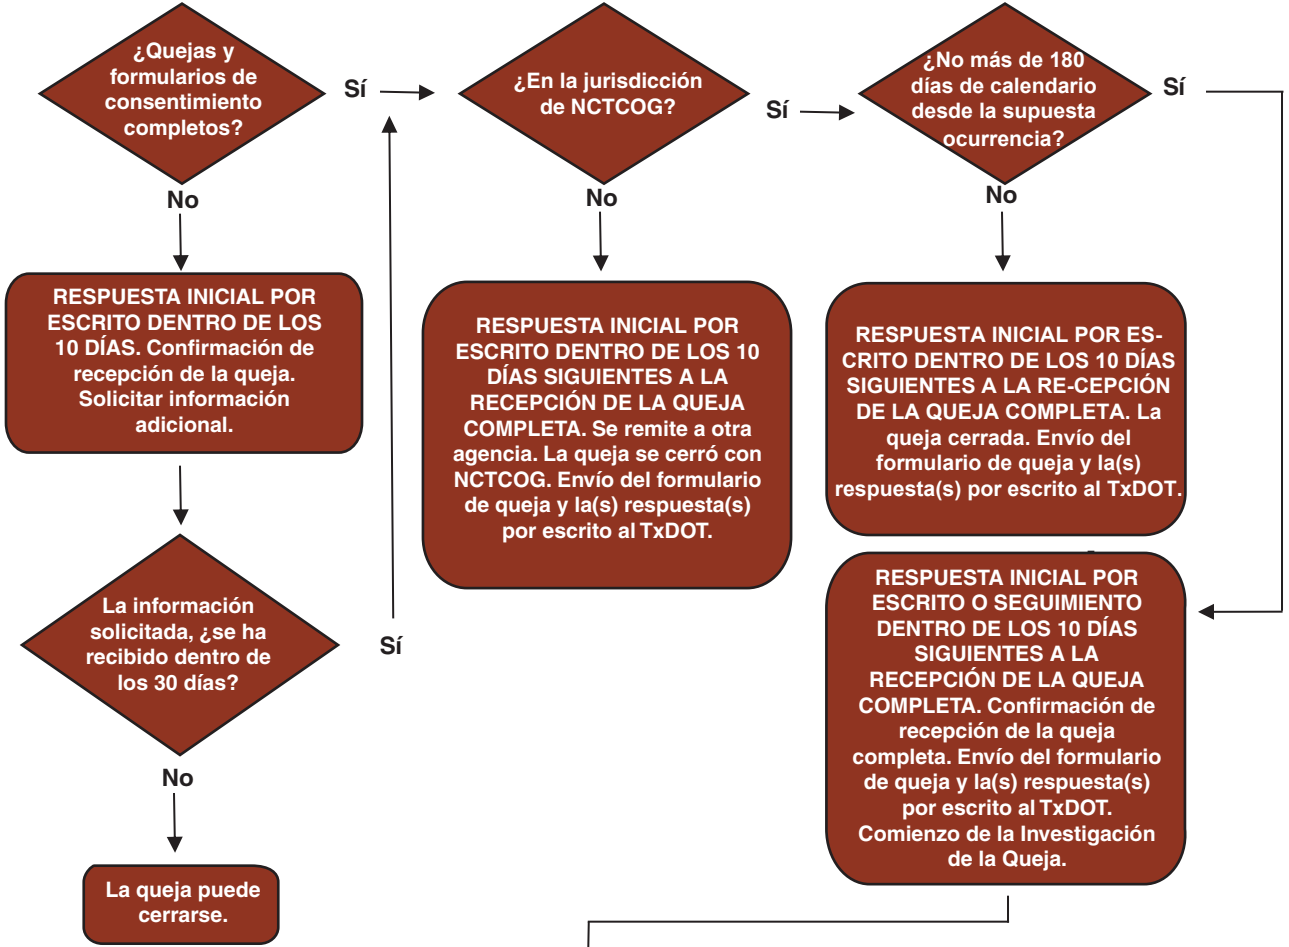 ¿Quejas y
formularios de
consentimiento
completos?
Sí
No
¿En la jurisdicción
de NCTCOG?
Sí
No
¿No más de 180
días de calendario
desde la supuesta
ocurrencia?
Sí
No
RESPUESTA INICIAL POR
ESCRITO DENTRO DE LOS
10 DÍAS. Confirmación de
recepción de la queja.
Solicitar información
adicional.
RESPUESTA INICIAL POR
ESCRITO DENTRO DE LOS 10
DÍAS SIGUIENTES A LA
RECEPCIÓN DE LA QUEJA
COMPLETA. Se remite a otra
agencia. La queja se cerró con
NCTCOG. Envío del formulario
de queja y la(s) respuesta(s)
por escrito al TxDOT.
RESPUESTA INICIAL POR ES-
CRITO DENTRO DE LOS 10 DÍAS
SIGUIENTES A LA RE-CEPCIÓN
DE LA QUEJA COMPLETA. La
queja cerrada. Envío del
formulario de queja y la(s)
respuesta(s) por escrito al TxDOT.
La información
solicitada, ¿se ha
recibido dentro de
los 30 días?
Sí
No
RESPUESTA INICIAL POR
ESCRITO O SEGUIMIENTO
DENTRO DE LOS 10 DÍAS
SIGUIENTES A LA
RECEPCIÓN DE LA QUEJA
COMPLETA. Confirmación de
recepción de la queja
completa. Envío del formulario
de queja y la(s) respuesta(s)
por escrito al TxDOT.
Comienzo de la Investigación
de la Queja.
La queja puede
cerrarse.